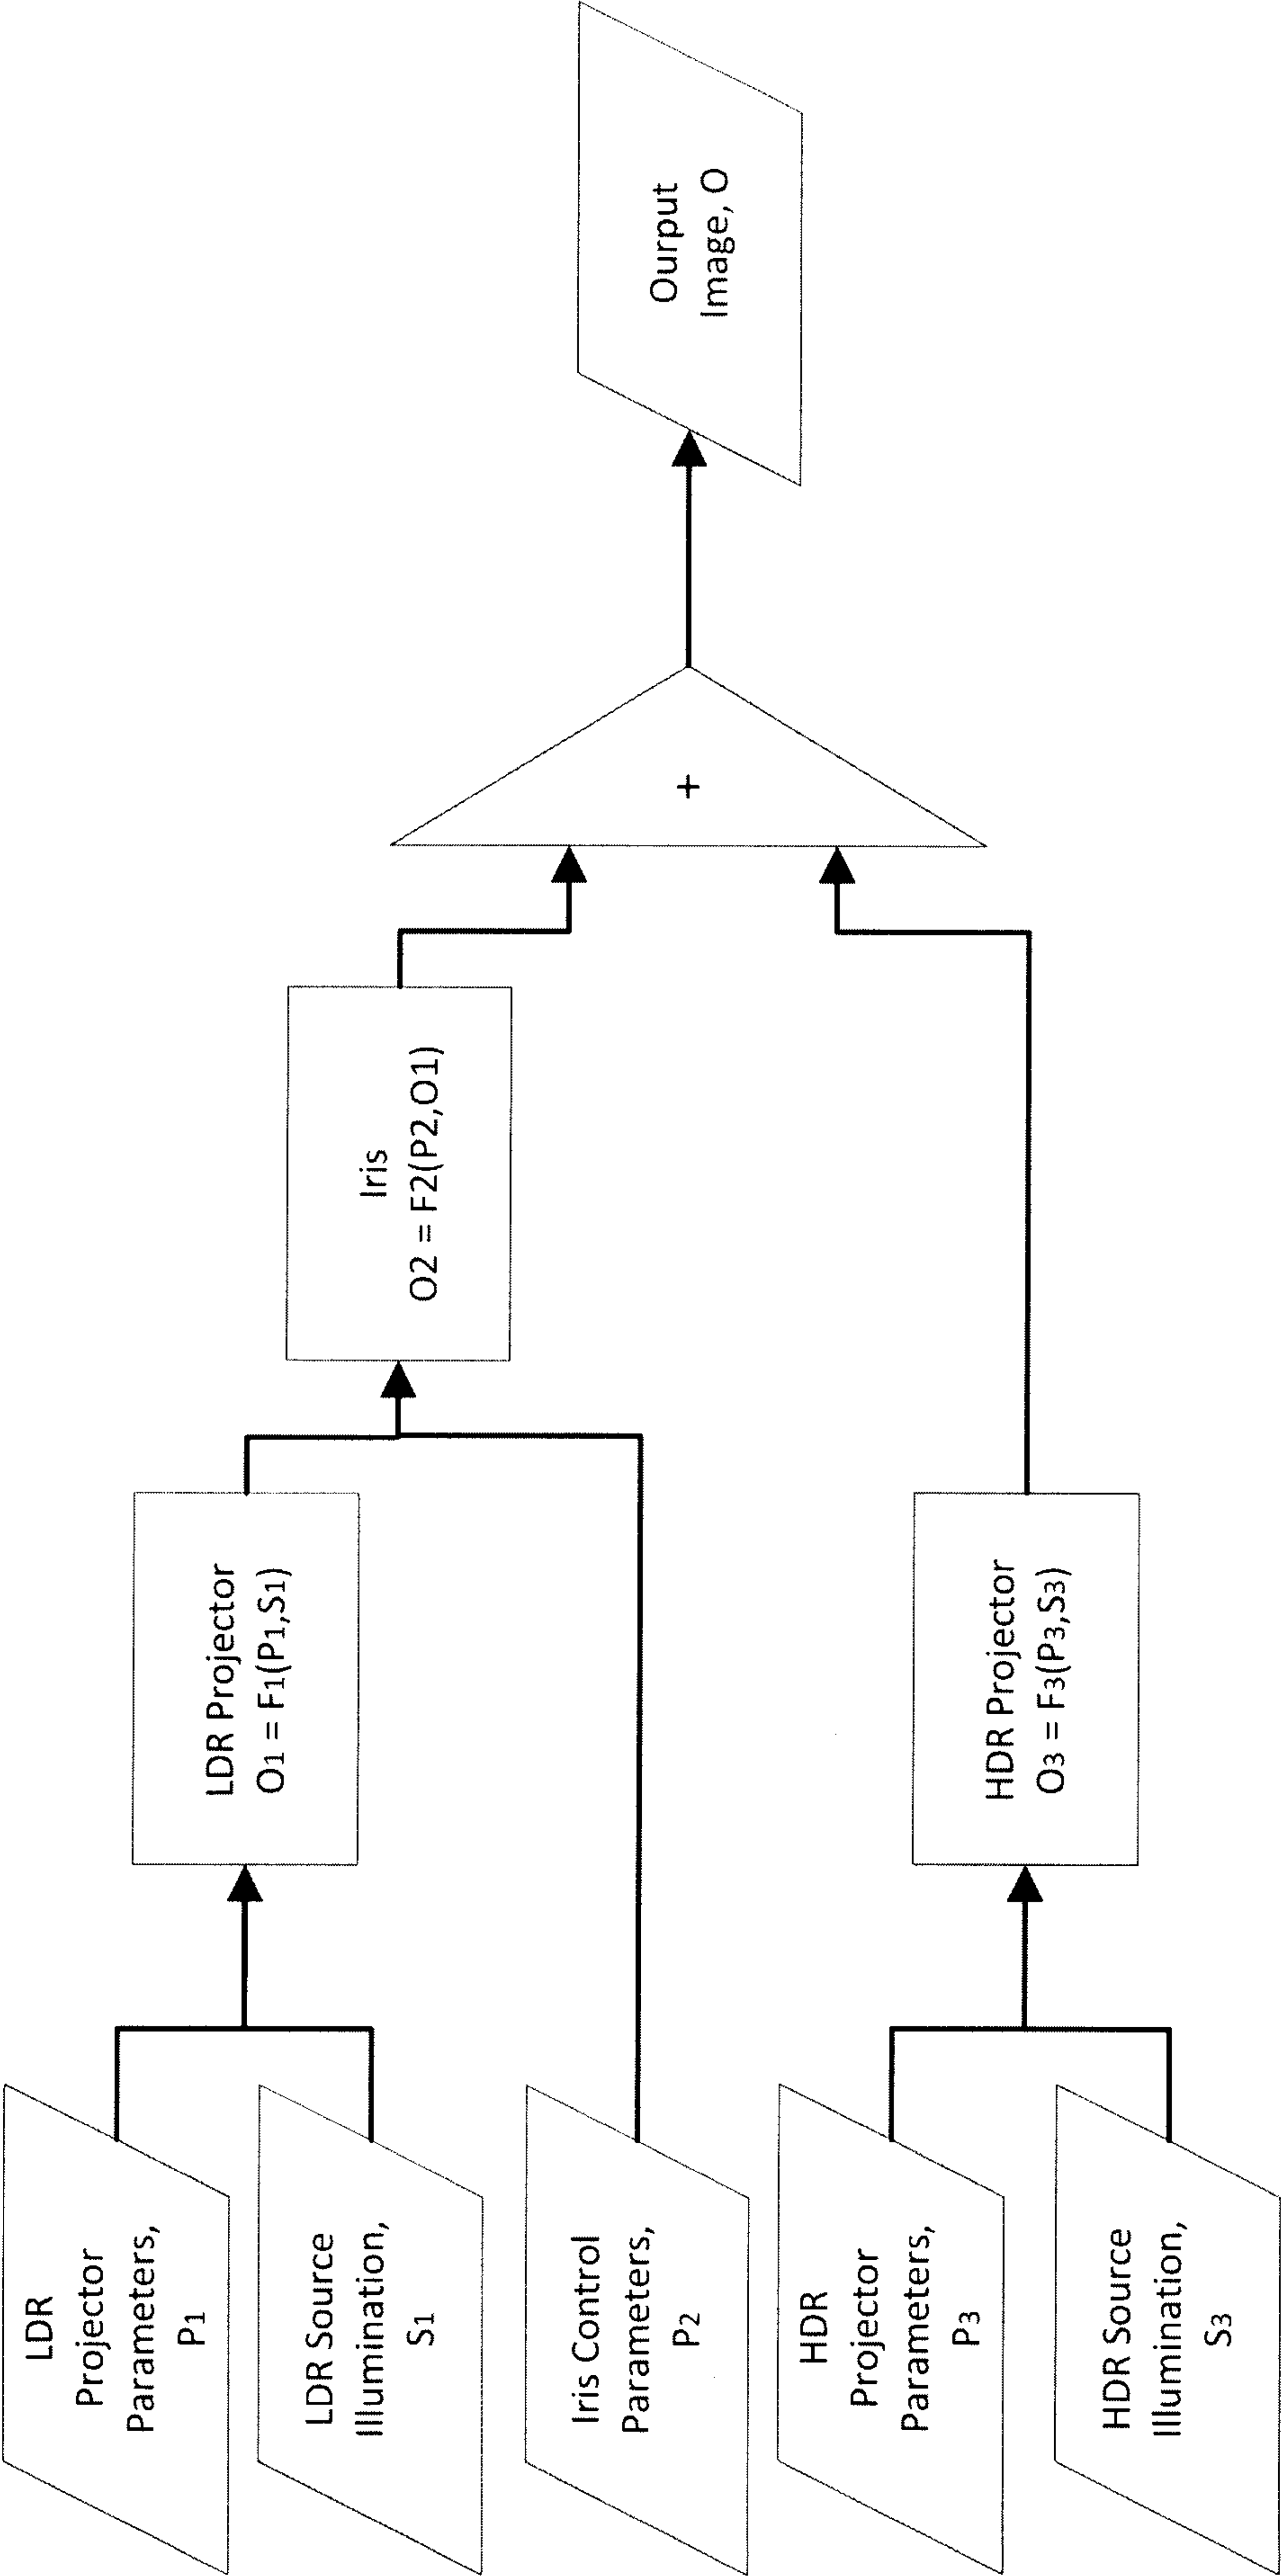 LDR
Projector
Parameters,
P1
LDR Source
Illumination,
S1
Iris Control
Parameters,
P2
HDR
Projector
Parameters,
P3
HDR Source
Illumination,
S3
LDR Projector
O1 = F1(P1,S1)
HDR Projector
O3 = F3(P3,S3)
Iris
O2 = F2(P2,O1)
+
Ourput
Image, O